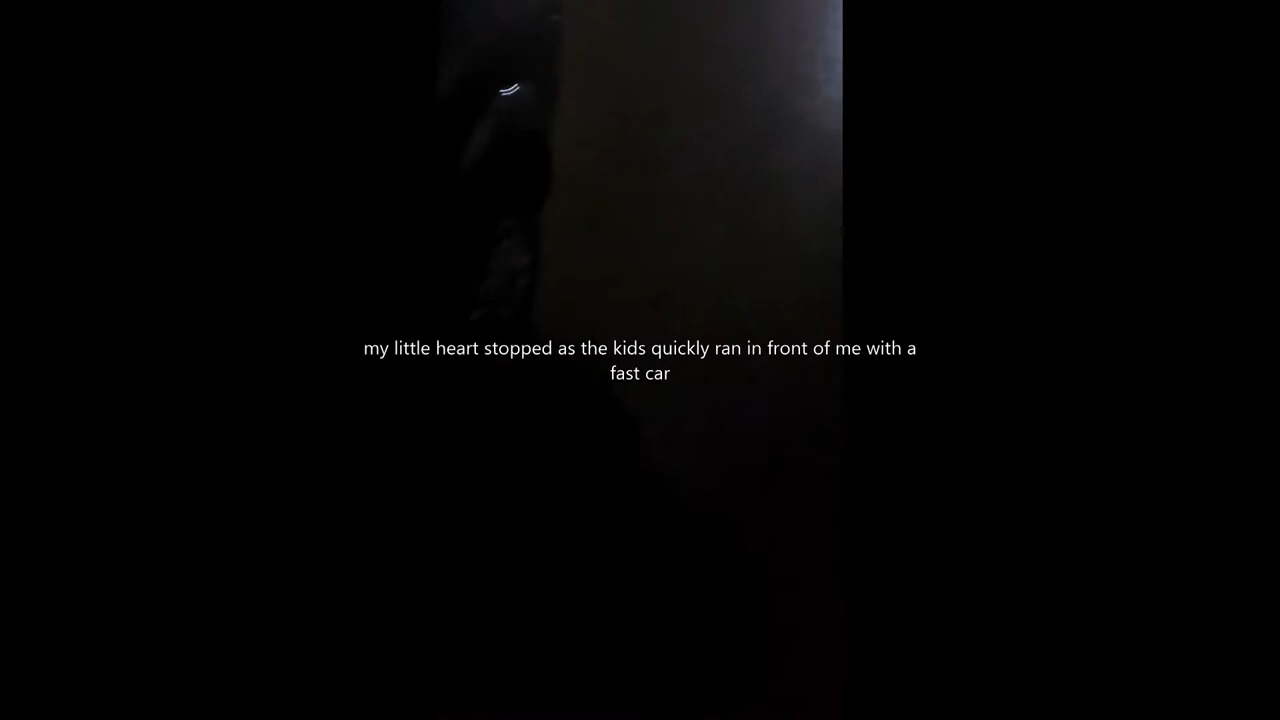 my little heart stopped as the kids quickly ran in front of me with a
fast car